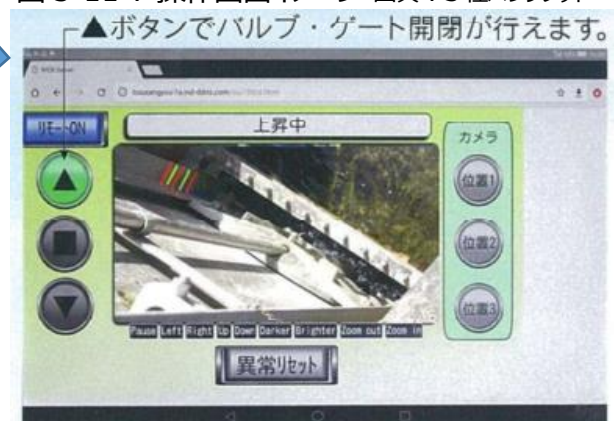 ▲ボタンでバルブ・ゲート開閉が行えます。
リモートON
上昇中
カメラ
▲
位置1
■
位置2
▼
位置3
Pause Left Right Up Down Darker Brighter Zoom out Zoom in
異常リセット